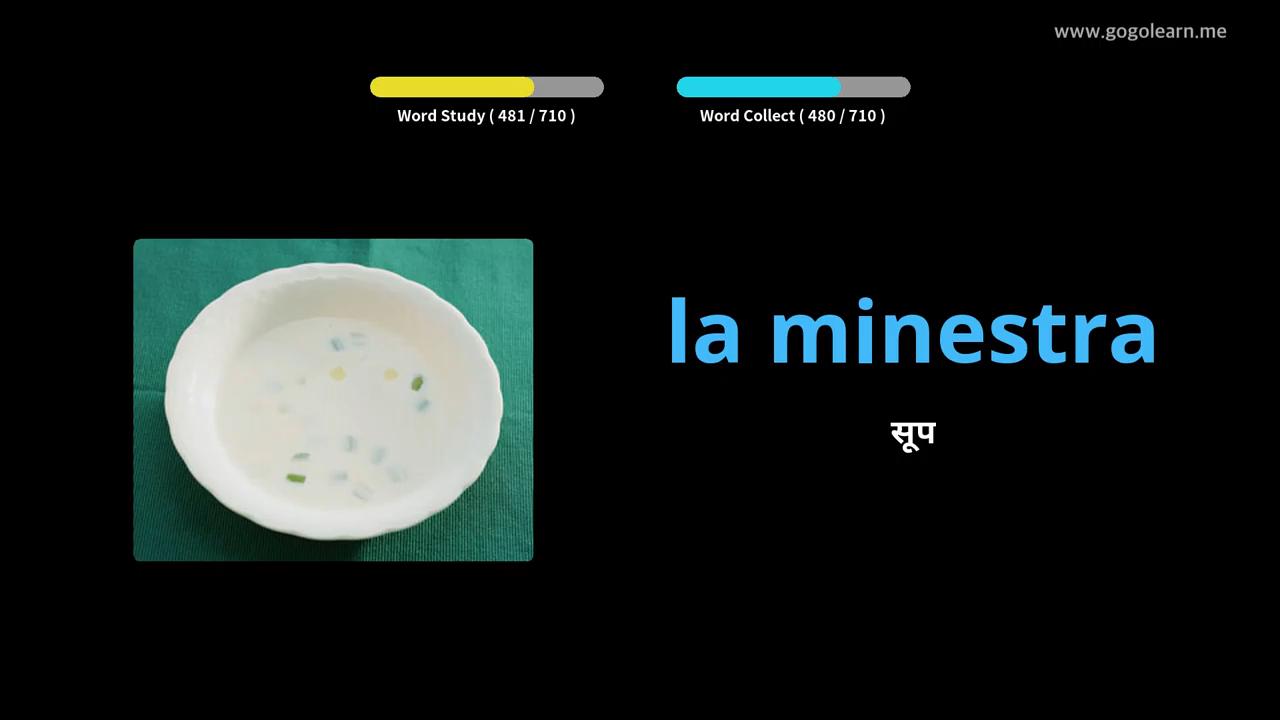 www.gogolearn.me
Word Study ( 481 / 710 )
Word Collect ( 480 / 710 )
la minestra
सूप